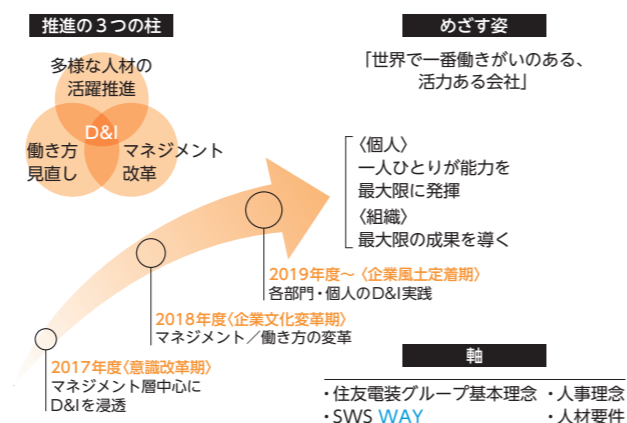 推進の3つの柱
多様な人材の
活躍推進
D&I
働き方
見直し
マネジメント
改革
めざす姿
「世界で一番働きがいのある、
活力ある会社」
〈個人〉
一人ひとりが能力を
最大限に発揮
〈組織〉
最大限の成果を導く
2019年度～〈企業風土定着期〉
各部門・個人のD&I実践
2018年度〈企業文化変革期〉
マネジメント／働き方の変革
2017年度〈意識改革期〉
マネジメント層中心に
D&Iを浸透
軸
・住友電装グループ基本理念 ・人事理念
・SWS WAY ・人材要件